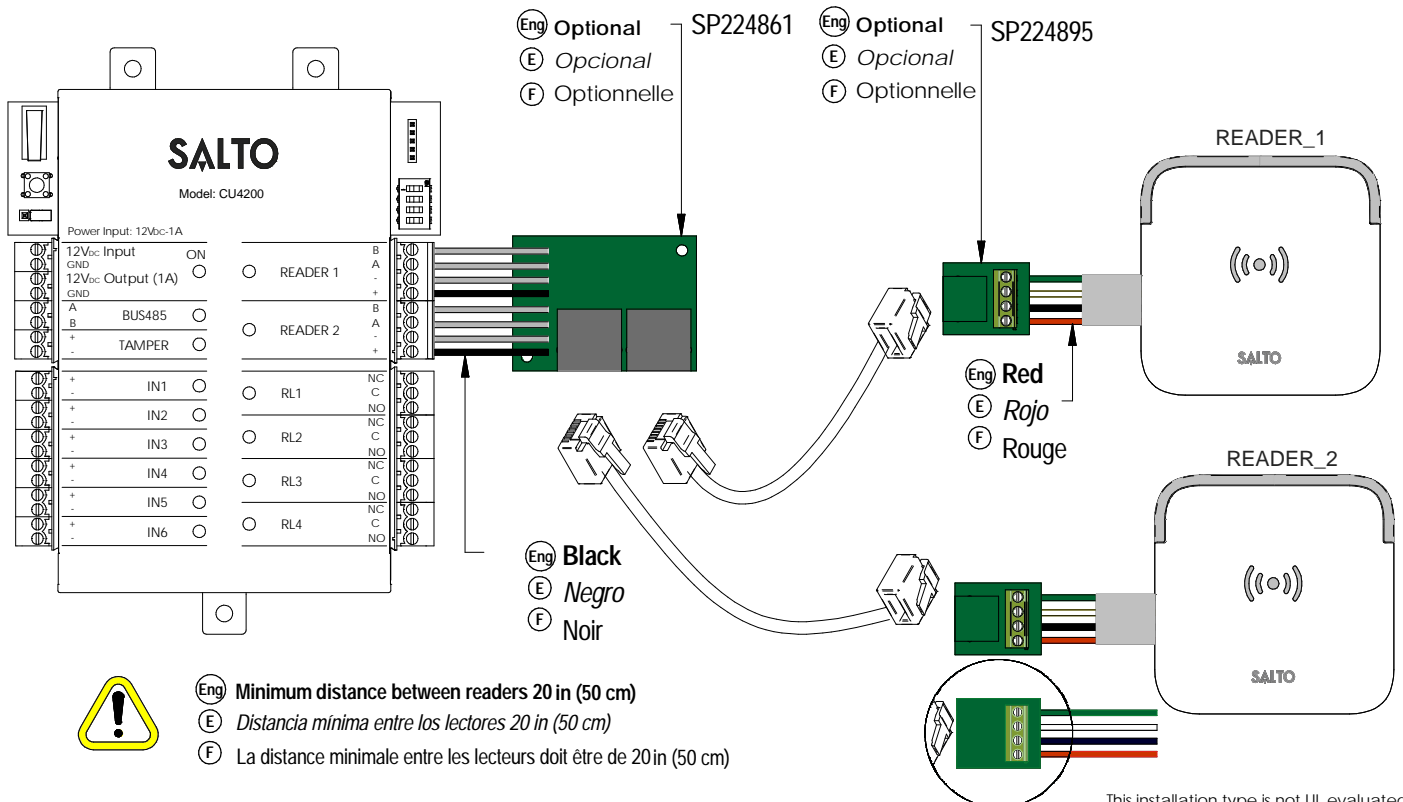 Eng Optional
E Opcional
F Optionnelle
SP224861
Eng Optional
E Opcional
F Optionnelle
SP224895
READER_1
SALTO
Model: CU4200
Power Input: 12VDC-1A
12VDC Input
ON
GND
12VDC Output (1A)
GND
A
BUS485
B
+
TAMPER
-
+
IN1
-
+
IN2
-
+
IN3
-
+
IN4
-
+
IN5
-
+
IN6
-
B
READER 1
A
-
+
B
READER 2
A
-
+
NC
RL1
C
NO
NC
RL2
C
NO
NC
RL3
C
NO
NC
RL4
C
NO
SALTO
Eng Red
E Rojo
F Rouge
READER_2
Eng Black
E Negro
F Noir
SALTO
Eng Minimum distance between readers 20 in (50 cm)
E Distancia mínima entre los lectores 20 in (50 cm)
F La distance minimale entre les lecteurs doit être de 20 in (50 cm)
This installation type is not UL evaluated